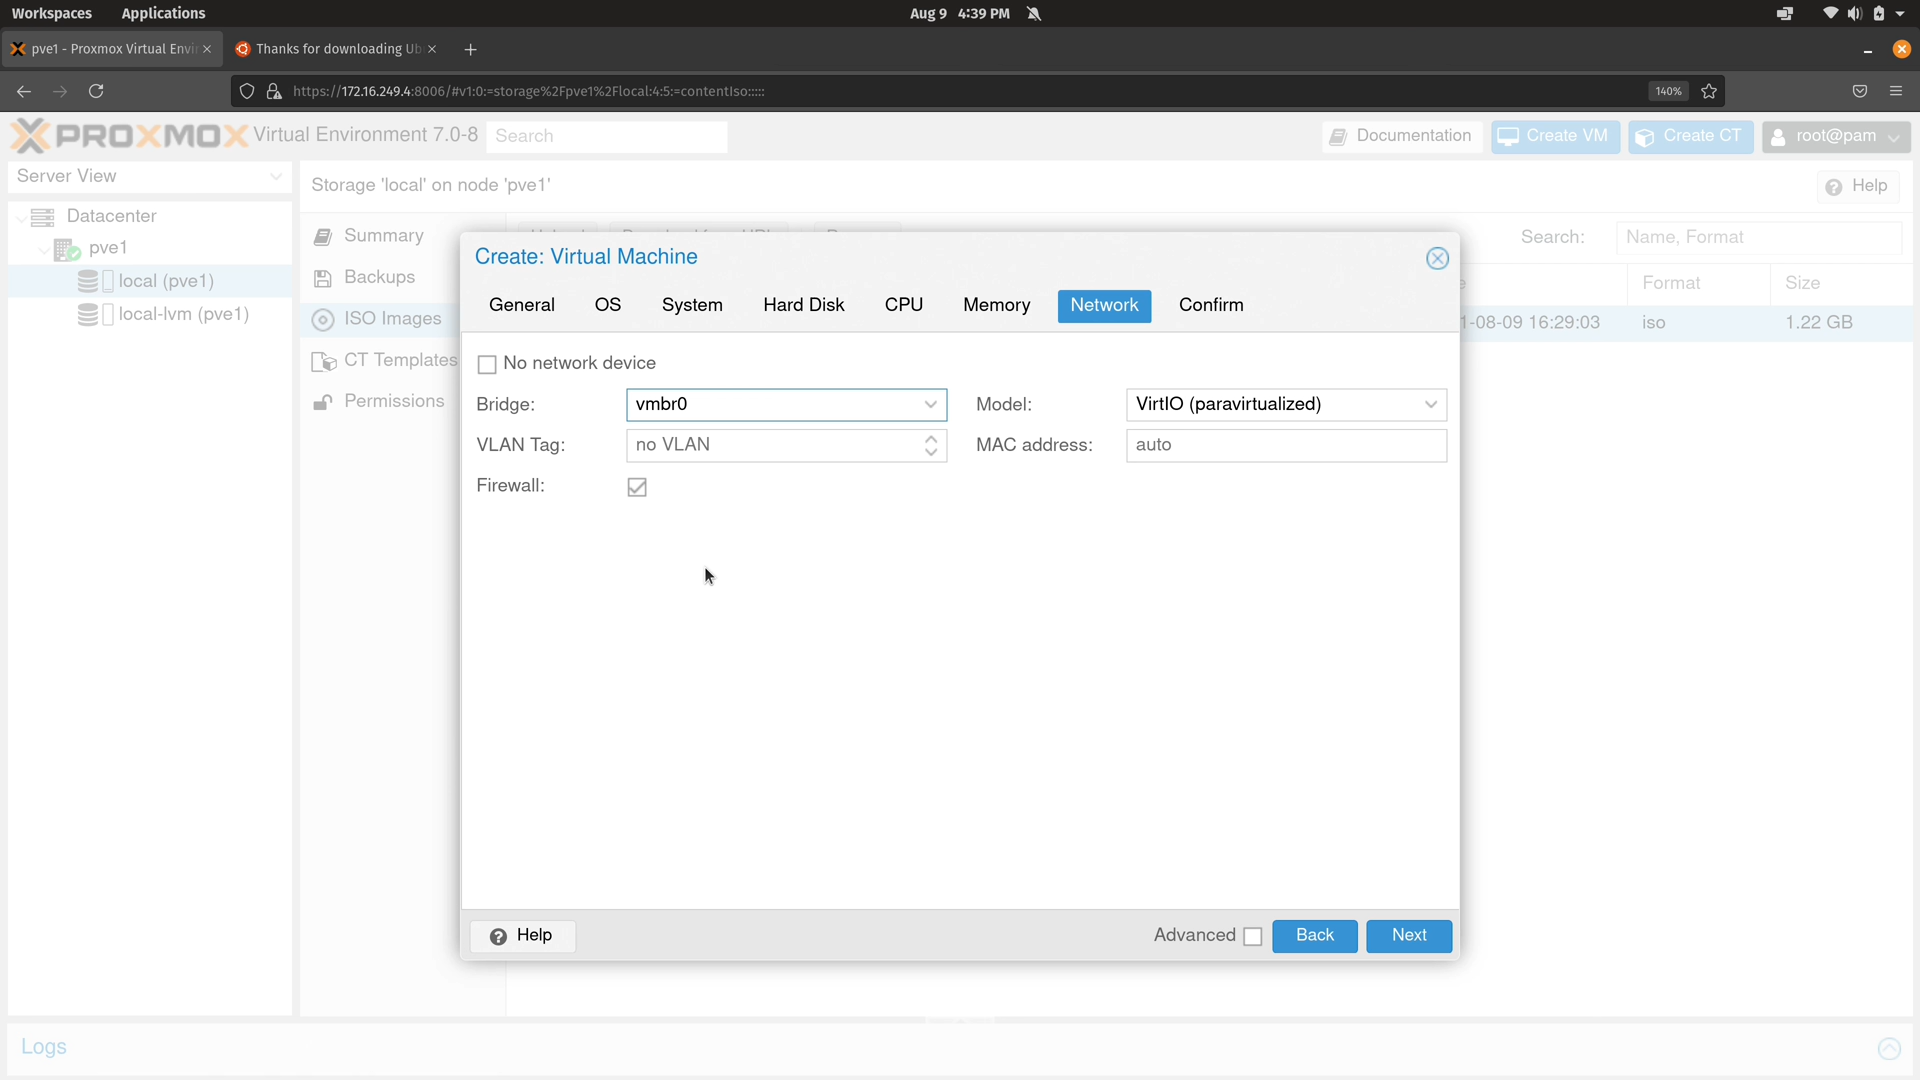 Workspaces Applications Aug 9 4:39 PM
pve1 - Proxmox Virtual Envir Thanks for downloading Ub
https://172.16.249.4:8006/#v1:0:=storage%2Fpve1%2Flocal:4:5:=contentIso::::: 140%
PROXMOX Virtual Environment 7.0-8 Search Documentation Create VM Create CT root@pam
Server View
Storage 'local' on node 'pve1' Help
Datacenter
pve1
local (pve1)
local-lvm (pve1)
Summary
Backups
ISO Images
CT Templates
Permissions
Search: Name, Format
Format Size
1-08-09 16:29:03 iso 1.22 GB
Create: Virtual Machine
General OS System Hard Disk CPU Memory Network Confirm
No network device
Bridge: vmbr0 Model: VirtIO (paravirtualized)
VLAN Tag: no VLAN MAC address: auto
Firewall:
Help Advanced Back Next
Logs